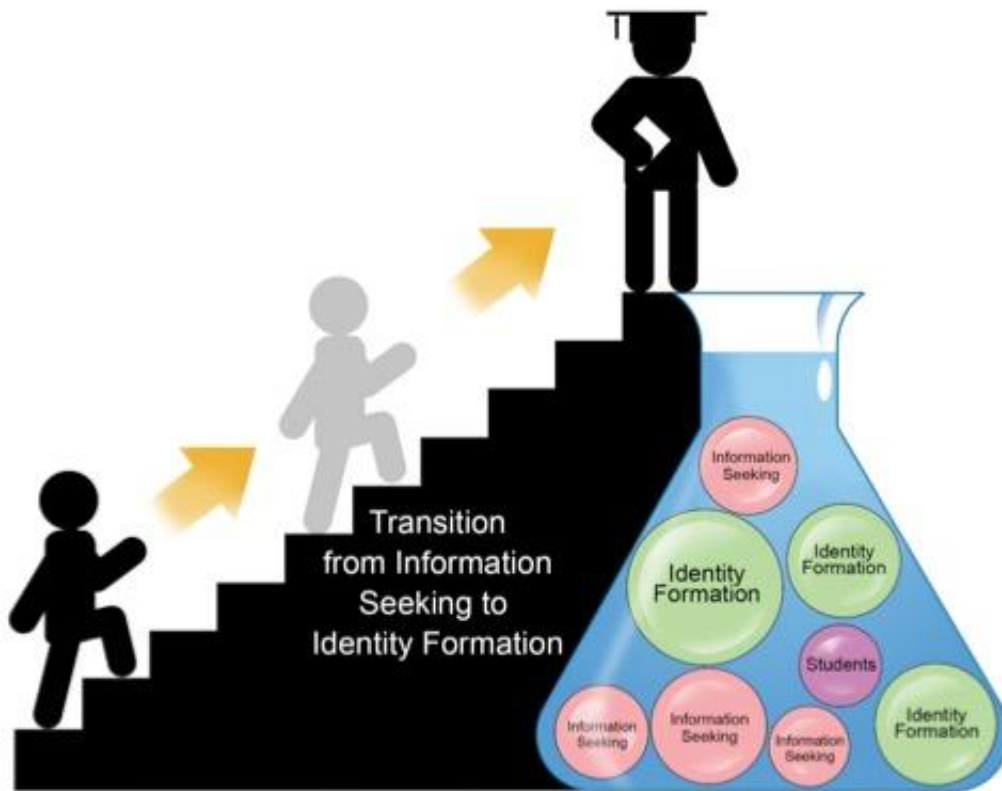 Transition
from Information
Seeking to
Identity Formation
Information
Seeking
Identity
Formation
Identity
Formation
Students
Information
Seeking
Information
Seeking
Information
Seeking
Identity
Formation